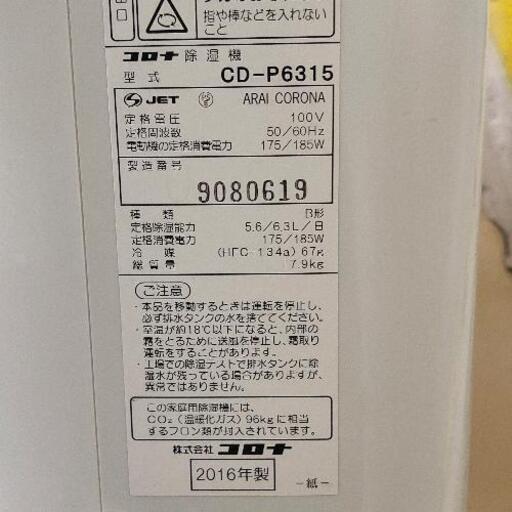 指や棒などを入れない
こと
コロナ 除湿機
型式 CD-P6315
JET ARAI CORONA
定格電圧 100V
定格周波数 50/60Hz
電動機の定格消費電力 175/185W
製造番号
9080619
種類 B形
定格除湿能力 5.6/6.3L/日
定格消費電力 175/185W
冷媒 (HFC-134a) 67g
総質量 7.9kg
ご注意
・本品を移動するときは運転を停止し、
必ず排水タンクの水を捨ててください。
・室温が約18℃以下になると、内部の
霜をとるために送風を停止し、霜取り
運転をすることがあります。
・工場での除湿テストで排水タンクに除
湿水が残っている場合がありますが、
異常ではありません。
この家庭用除湿機には、
CO₂(温暖化ガス)96kgに相当
するフロン類が封入されています。
株式会社 コロナ
2016年製
-紙-